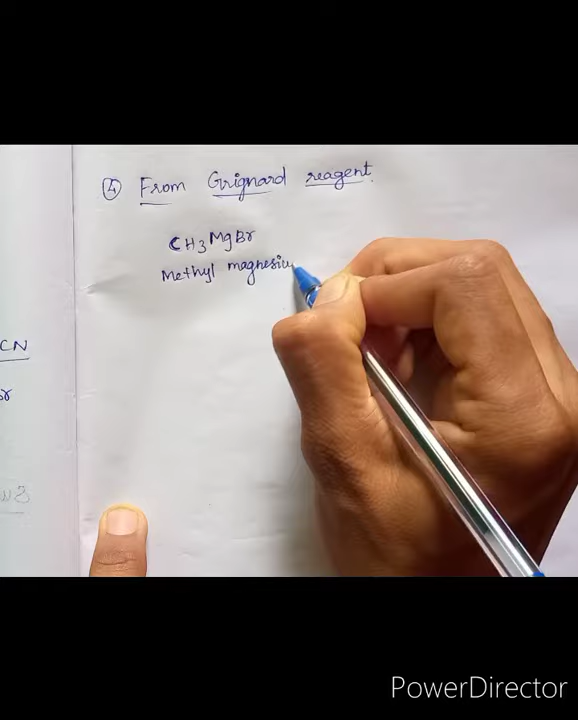 ④ From Grignard reagent.
CH3MgBr
Methyl magnesiu
CN
PowerDirector